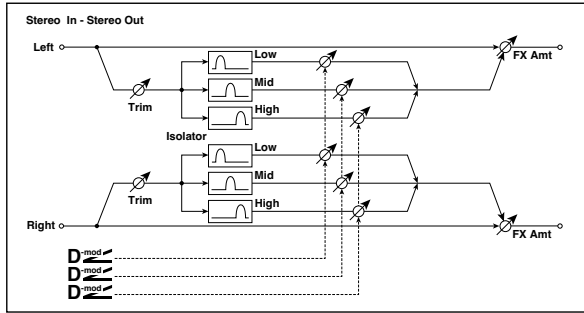 Stereo In - Stereo Out
Left
FX Amt
Low
Mid
High
Trim
Isolator
Low
Mid
High
Trim
Right
FX Amt
D-mod
D-mod
D-mod